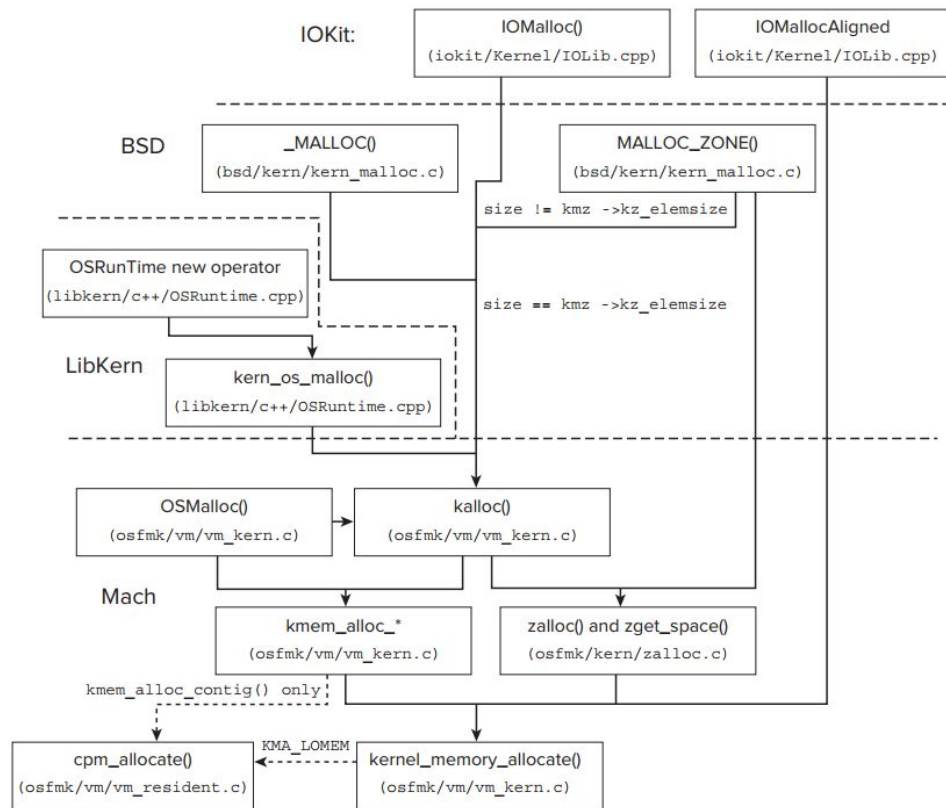 IOKit:
IOMalloc()
(iokit/Kernel/IOLib.cpp)
IOMallocAligned
(iokit/Kernel/IOLib.cpp)
BSD
_MALLOC()
(bsd/kern/kern_malloc.c)
MALLOC_ZONE()
(bsd/kern/kern_malloc.c)
size != kmz ->kz_elemsize
OSRunTime new operator
(libkern/c++/OSRuntime.cpp)
size == kmz ->kz_elemsize
LibKern
kern_os_malloc()
(libkern/c++/OSRuntime.cpp)
OSMalloc()
(osfmk/vm/vm_kern.c)
kalloc()
(osfmk/vm/vm_kern.c)
Mach
kmem_alloc_*
(osfmk/vm/vm_kern.c)
zalloc() and zget_space()
(osfmk/kern/zalloc.c)
kmem_alloc_contig() only
cpm_allocate()
(osfmk/vm/vm_resident.c)
KMA_LOMEM
kernel_memory_allocate()
(osfmk/vm/vm_kern.c)